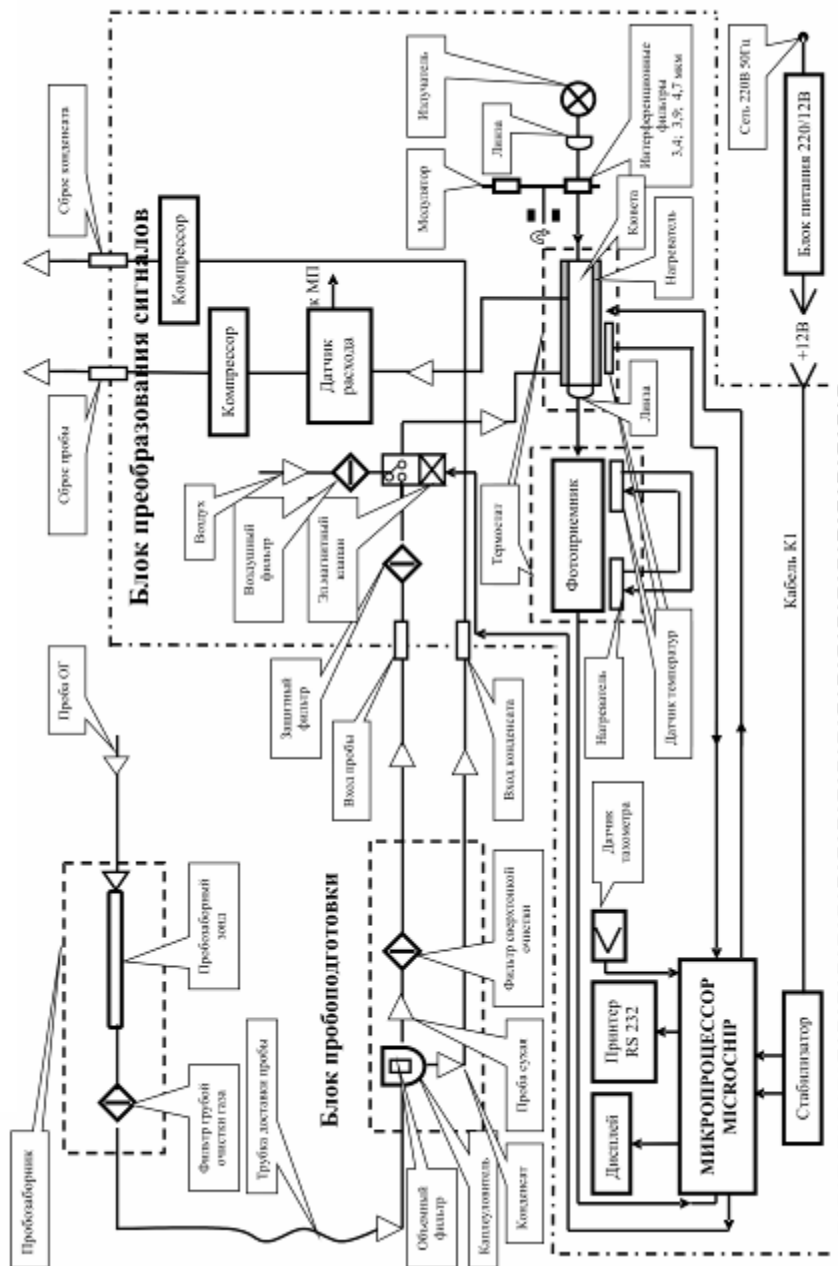 Пробозаборник
Фильтр грубой
очистки газа
Пробозаборный
зонд
Проба ОГ
Трубка доставки пробы
Блок пробоподготовки
Объемный
фильтр
Каплеуловитель
Конденсат
Проба сухая
Фильтр сверхтонкой
очистки
Вход пробы
Вход конденсата
Защитный
фильтр
Блок преобразования сигналов
Сброс пробы
Сброс конденсата
Воздух
Воздушный
фильтр
Эл.магнитный
клапан
Компрессор
Компрессор
Датчик
расхода
к МП
Модулятор
Линза
Излучатель
Интерференционные
фильтры
3,4; 3,9; 4,7 мкм
Кювета
Нагреватель
Термостат
Фотоприемник
Линза
Нагреватель
Датчик температур
Датчик
тахометра
Дисплей
Принтер
RS 232
МИКРОПРОЦЕССОР
MICROCHIP
Стабилизатор
Кабель К1
+12В
Блок питания 220/12В
Сеть 220В 50Гц